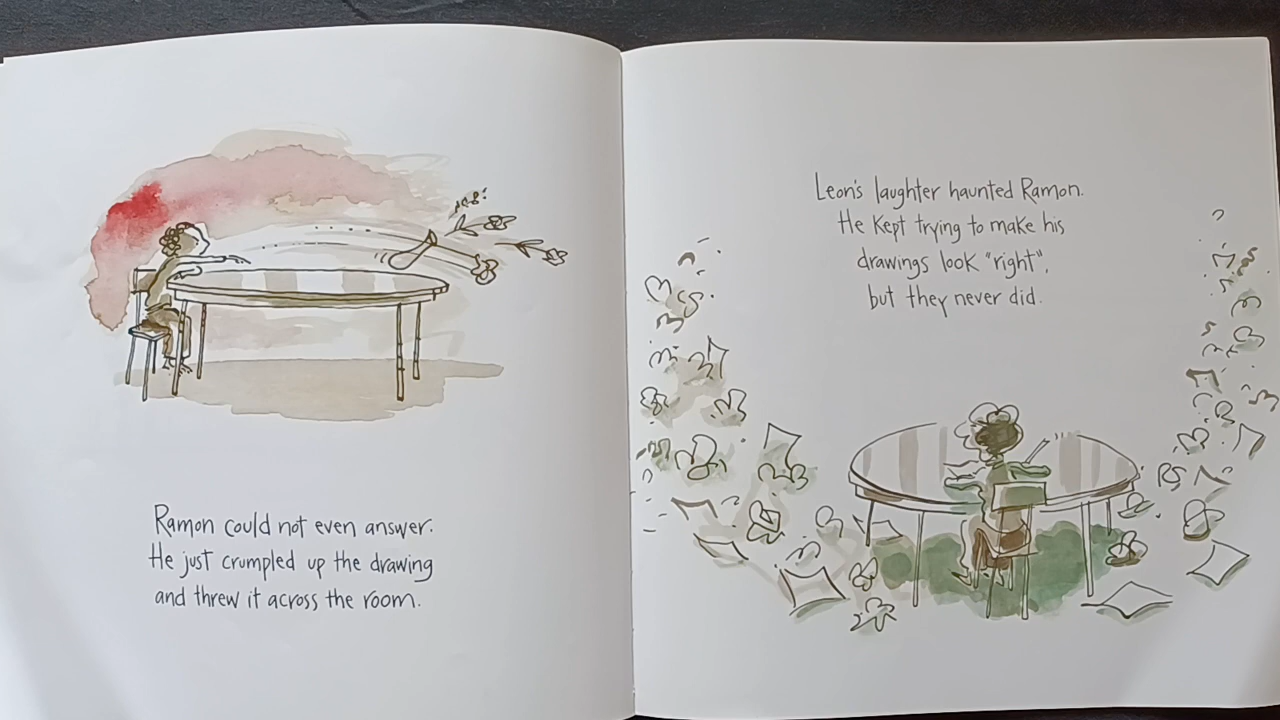 Ramon could not even answer.
He just crumpled up the drawing
and threw it across the room.
Leon's laughter haunted Ramon.
He kept trying to make his
drawings look "right",
but they never did.